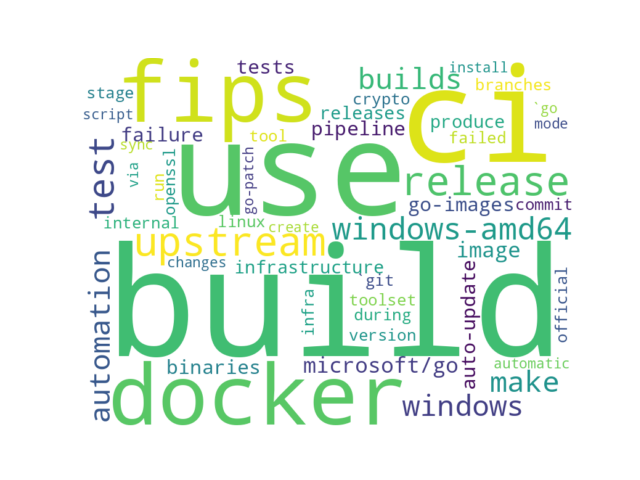 install
tests
fips
ci
builds
branches
stage
crypto
`go
script
releases
produce
mode
failure
pipeline
tool
failed
sync
test
use
openssl
via
run
go-patch
release
go-images
commit
internal
linux
create
windows-amd64
upstream
image
changes
infrastructure
automation
build
git
infra
toolset
during
version
auto-update
official
binaries
microsoft/go
automatic
make
docker
windows